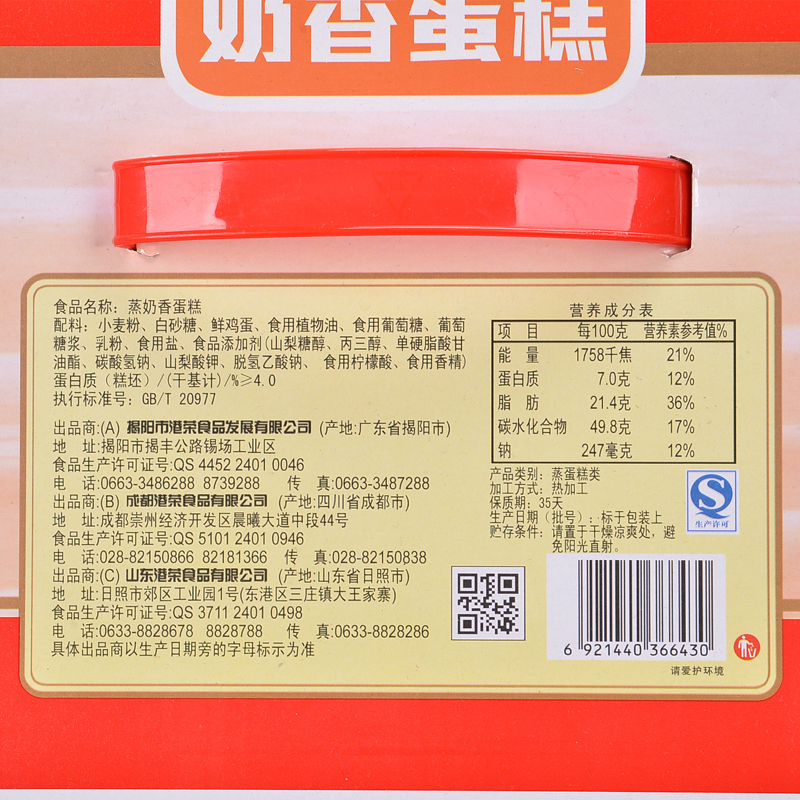 奶香蛋糕
食品名称：蒸奶香蛋糕
配料：小麦粉、白砂糖、鲜鸡蛋、食用植物油、食用葡萄糖、葡萄
糖浆、乳粉、食用盐、食品添加剂(山梨糖醇、丙三醇、单硬脂酸甘
油酯、碳酸氢钠、山梨酸钾、脱氢乙酸钠、 食用柠檬酸、食用香精)
蛋白质（糕坯）/(干基计)/%≥4.0
执行标准号：GB/T 20977
出品商:(A) 揭阳市港荣食品发展有限公司 (产地:广东省揭阳市)
地 址:揭阳市揭丰公路锡场工业区
食品生产许可证号:QS 4452 2401 0046
电 话:0663-3486288 8739288 传 真:0663-3487288
出品商:(B) 成都港荣食品有限公司 (产地:四川省成都市)
地 址:成都崇州经济开发区晨曦大道中段44号
食品生产许可证号:QS 5101 2401 0946
电 话:028-82150866 82181366 传 真:028-82150838
出品商:(C) 山东港荣食品有限公司 (产地:山东省日照市)
地 址:日照市郊区工业园1号(东港区三庄镇大王家寨)
食品生产许可证号:QS 3711 2401 0498
电 话:0633-8828678 8828788 传 真:0633-8828286
具体出品商以生产日期旁的字母标示为准
营养成分表
项 目 每100克 营养素参考值%
能 量 1758千焦 21%
蛋白质 7.0克 12%
脂 肪 21.4克 36%
碳水化合物 49.8克 17%
钠 247毫克 12%
产品类别：蒸蛋糕类
加工方式：热加工
保质期：35天
生产日期（批号）：标于包装上
贮存条件：请置于干燥凉爽处，避
免阳光直射。
生产许可
6 921440 366430
请爱护环境